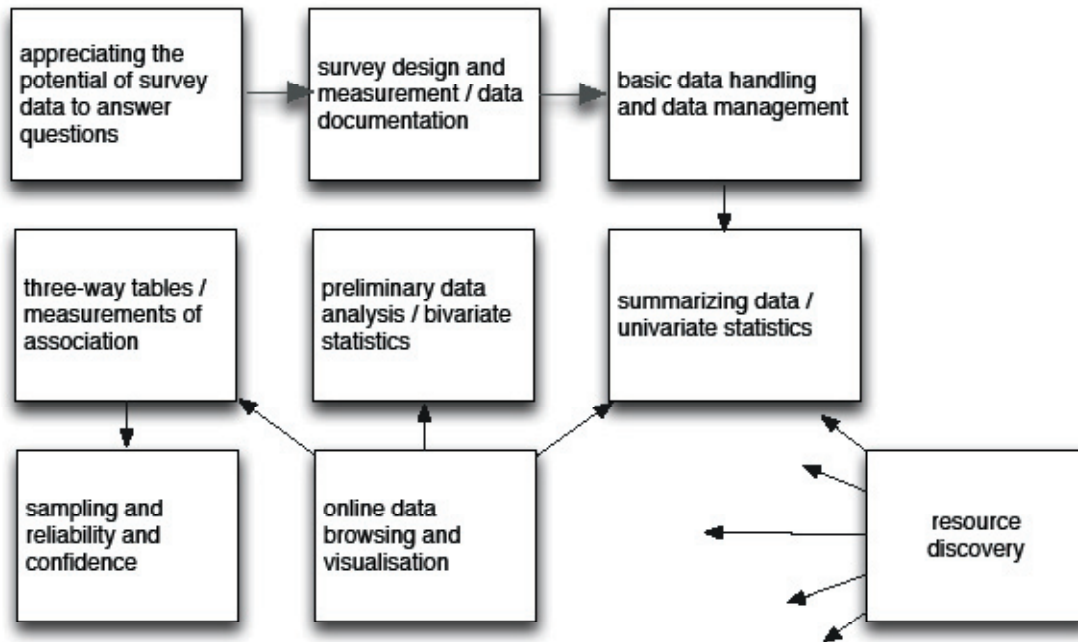 appreciating the
potential of survey
data to answer
questions
survey design and
measurement / data
documentation
basic data handling
and data management
three-way tables /
measurements of
association
preliminary data
analysis / bivariate
statistics
summarizing data /
univariate statistics
sampling and
reliability and
confidence
online data
browsing and
visualisation
resource
discovery